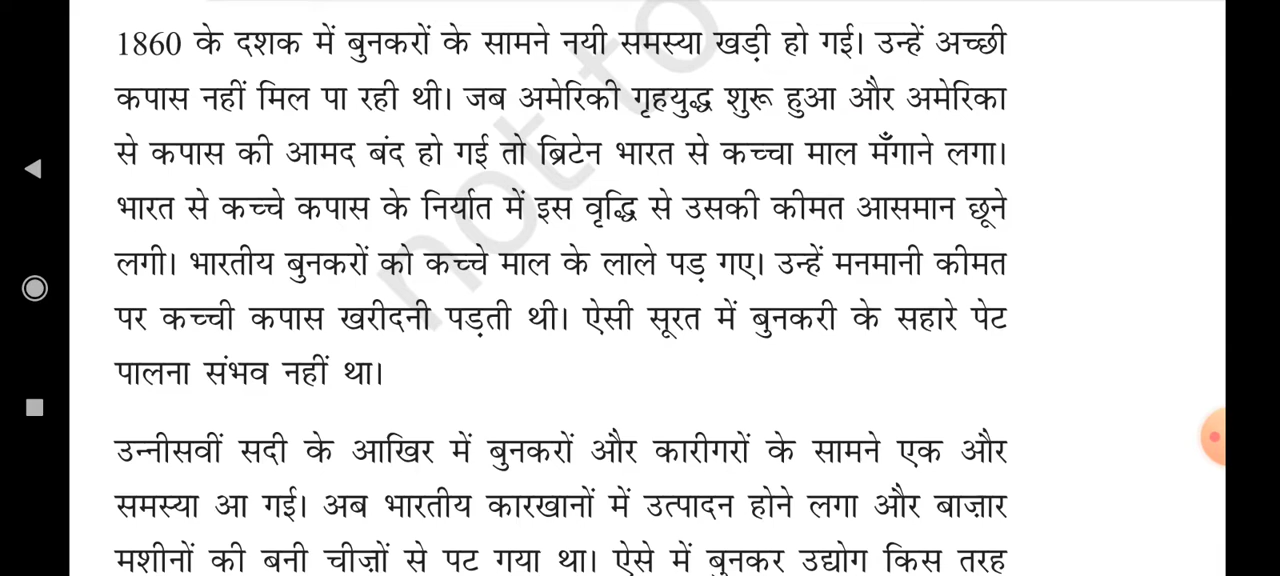 1860 के दशक में बुनकरों के सामने नयी समस्या खड़ी हो गई। उन्हें अच्छी
कपास नहीं मिल पा रही थी। जब अमेरिकी गृहयुद्ध शुरू हुआ और अमेरिका
से कपास की आमद बंद हो गई तो ब्रिटेन भारत से कच्चा माल मँगाने लगा।
भारत से कच्चे कपास के निर्यात में इस वृद्धि से उसकी कीमत आसमान छूने
लगी। भारतीय बुनकरों को कच्चे माल के लाले पड़ गए। उन्हें मनमानी कीमत
पर कच्ची कपास खरीदनी पड़ती थी। ऐसी सूरत में बुनकरी के सहारे पेट
पालना संभव नहीं था।
उन्नीसवीं सदी के आखिर में बुनकरों और कारीगरों के सामने एक और
समस्या आ गई। अब भारतीय कारखानों में उत्पादन होने लगा और बाज़ार
मशीनों की बनी चीज़ों से पट गया था। ऐसे में बुनकर उद्योग किस तरह
not to